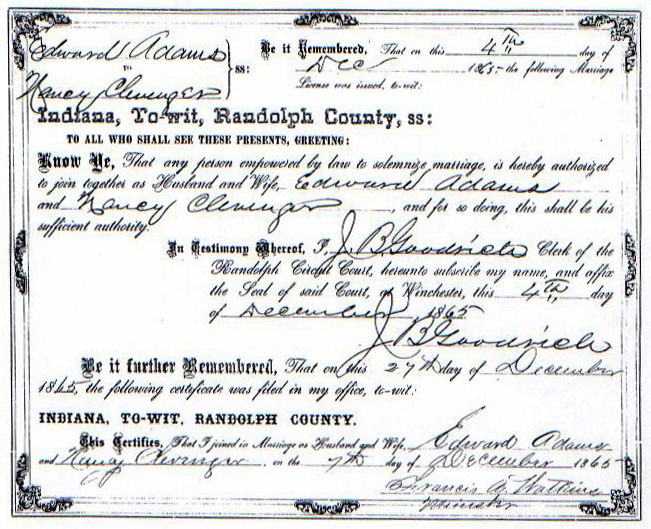 Edward Adams
to
Nancy Clevenger
ss:
Be it Remembered, That on this 4th day of
Dec 1865 the following Marriage
License was issued, to-wit:
Indiana, To-wit, Randolph County, ss:
TO ALL WHO SHALL SEE THESE PRESENTS, GREETING:
Know Ye, That any person empowered by law to solemnize marriage, is hereby authorized
to join together as Husband and Wife, Edward Adams
and Nancy Clevenger, and for so doing, this shall be his
sufficient authority.
In Testimony Whereof, I, J. B Goodrich Clerk of the
Randolph Circuit Court, hereunto subscribe my name, and affix
the Seal of said Court, at Winchester, this 4th day
of December 1865
J B Goodrich
Be it further Remembered, That on this 27th day of December
1865, the following certificate was filed in my office, to-wit:
INDIANA, TO-WIT, RANDOLPH COUNTY.
This Certifies, That I joined in Marriage as Husband and Wife, Edward Adams
and Nancy Clevenger, on the 7th day of December 1865
Francis Watkins
Minister